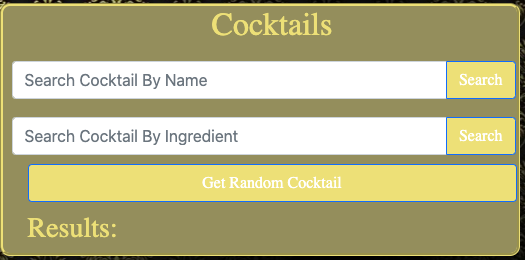 Cocktails
Search Cocktail By Name Search
Search Cocktail By Ingredient Search
Get Random Cocktail
Results: